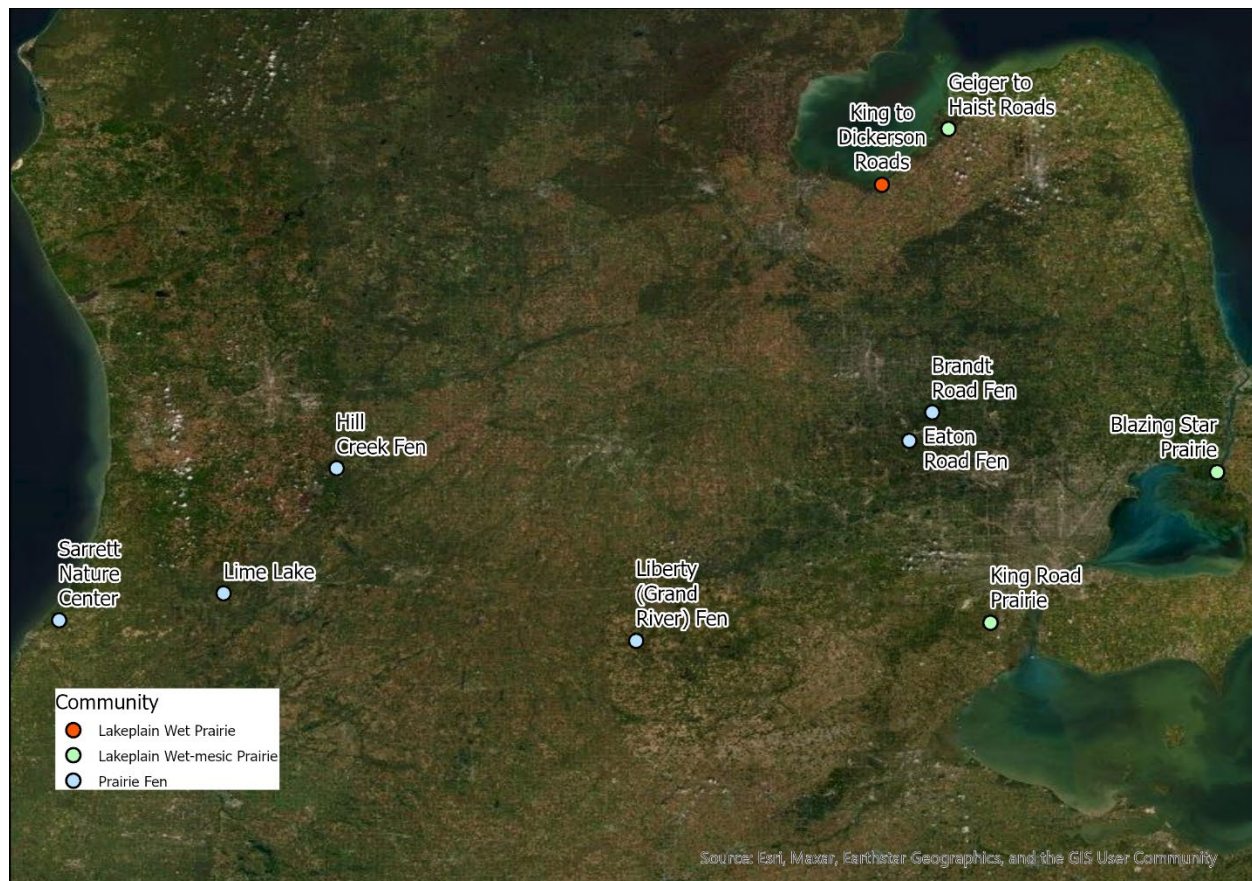 Geiger to
Haist Roads
King to
Dickerson
Roads
Brandt
Road Fen
Eaton
Road Fen
Blazing Star
Prairie
Hill
Creek Fen
Sarrett
Nature
Center
Lime Lake
Liberty
(Grand
River) Fen
King Road
Prairie
Community
Lakeplain Wet Prairie
Lakeplain Wet-mesic Prairie
Prairie Fen
Source: Esri, Maxar, Earthstar Geographics, and the GIS User Community